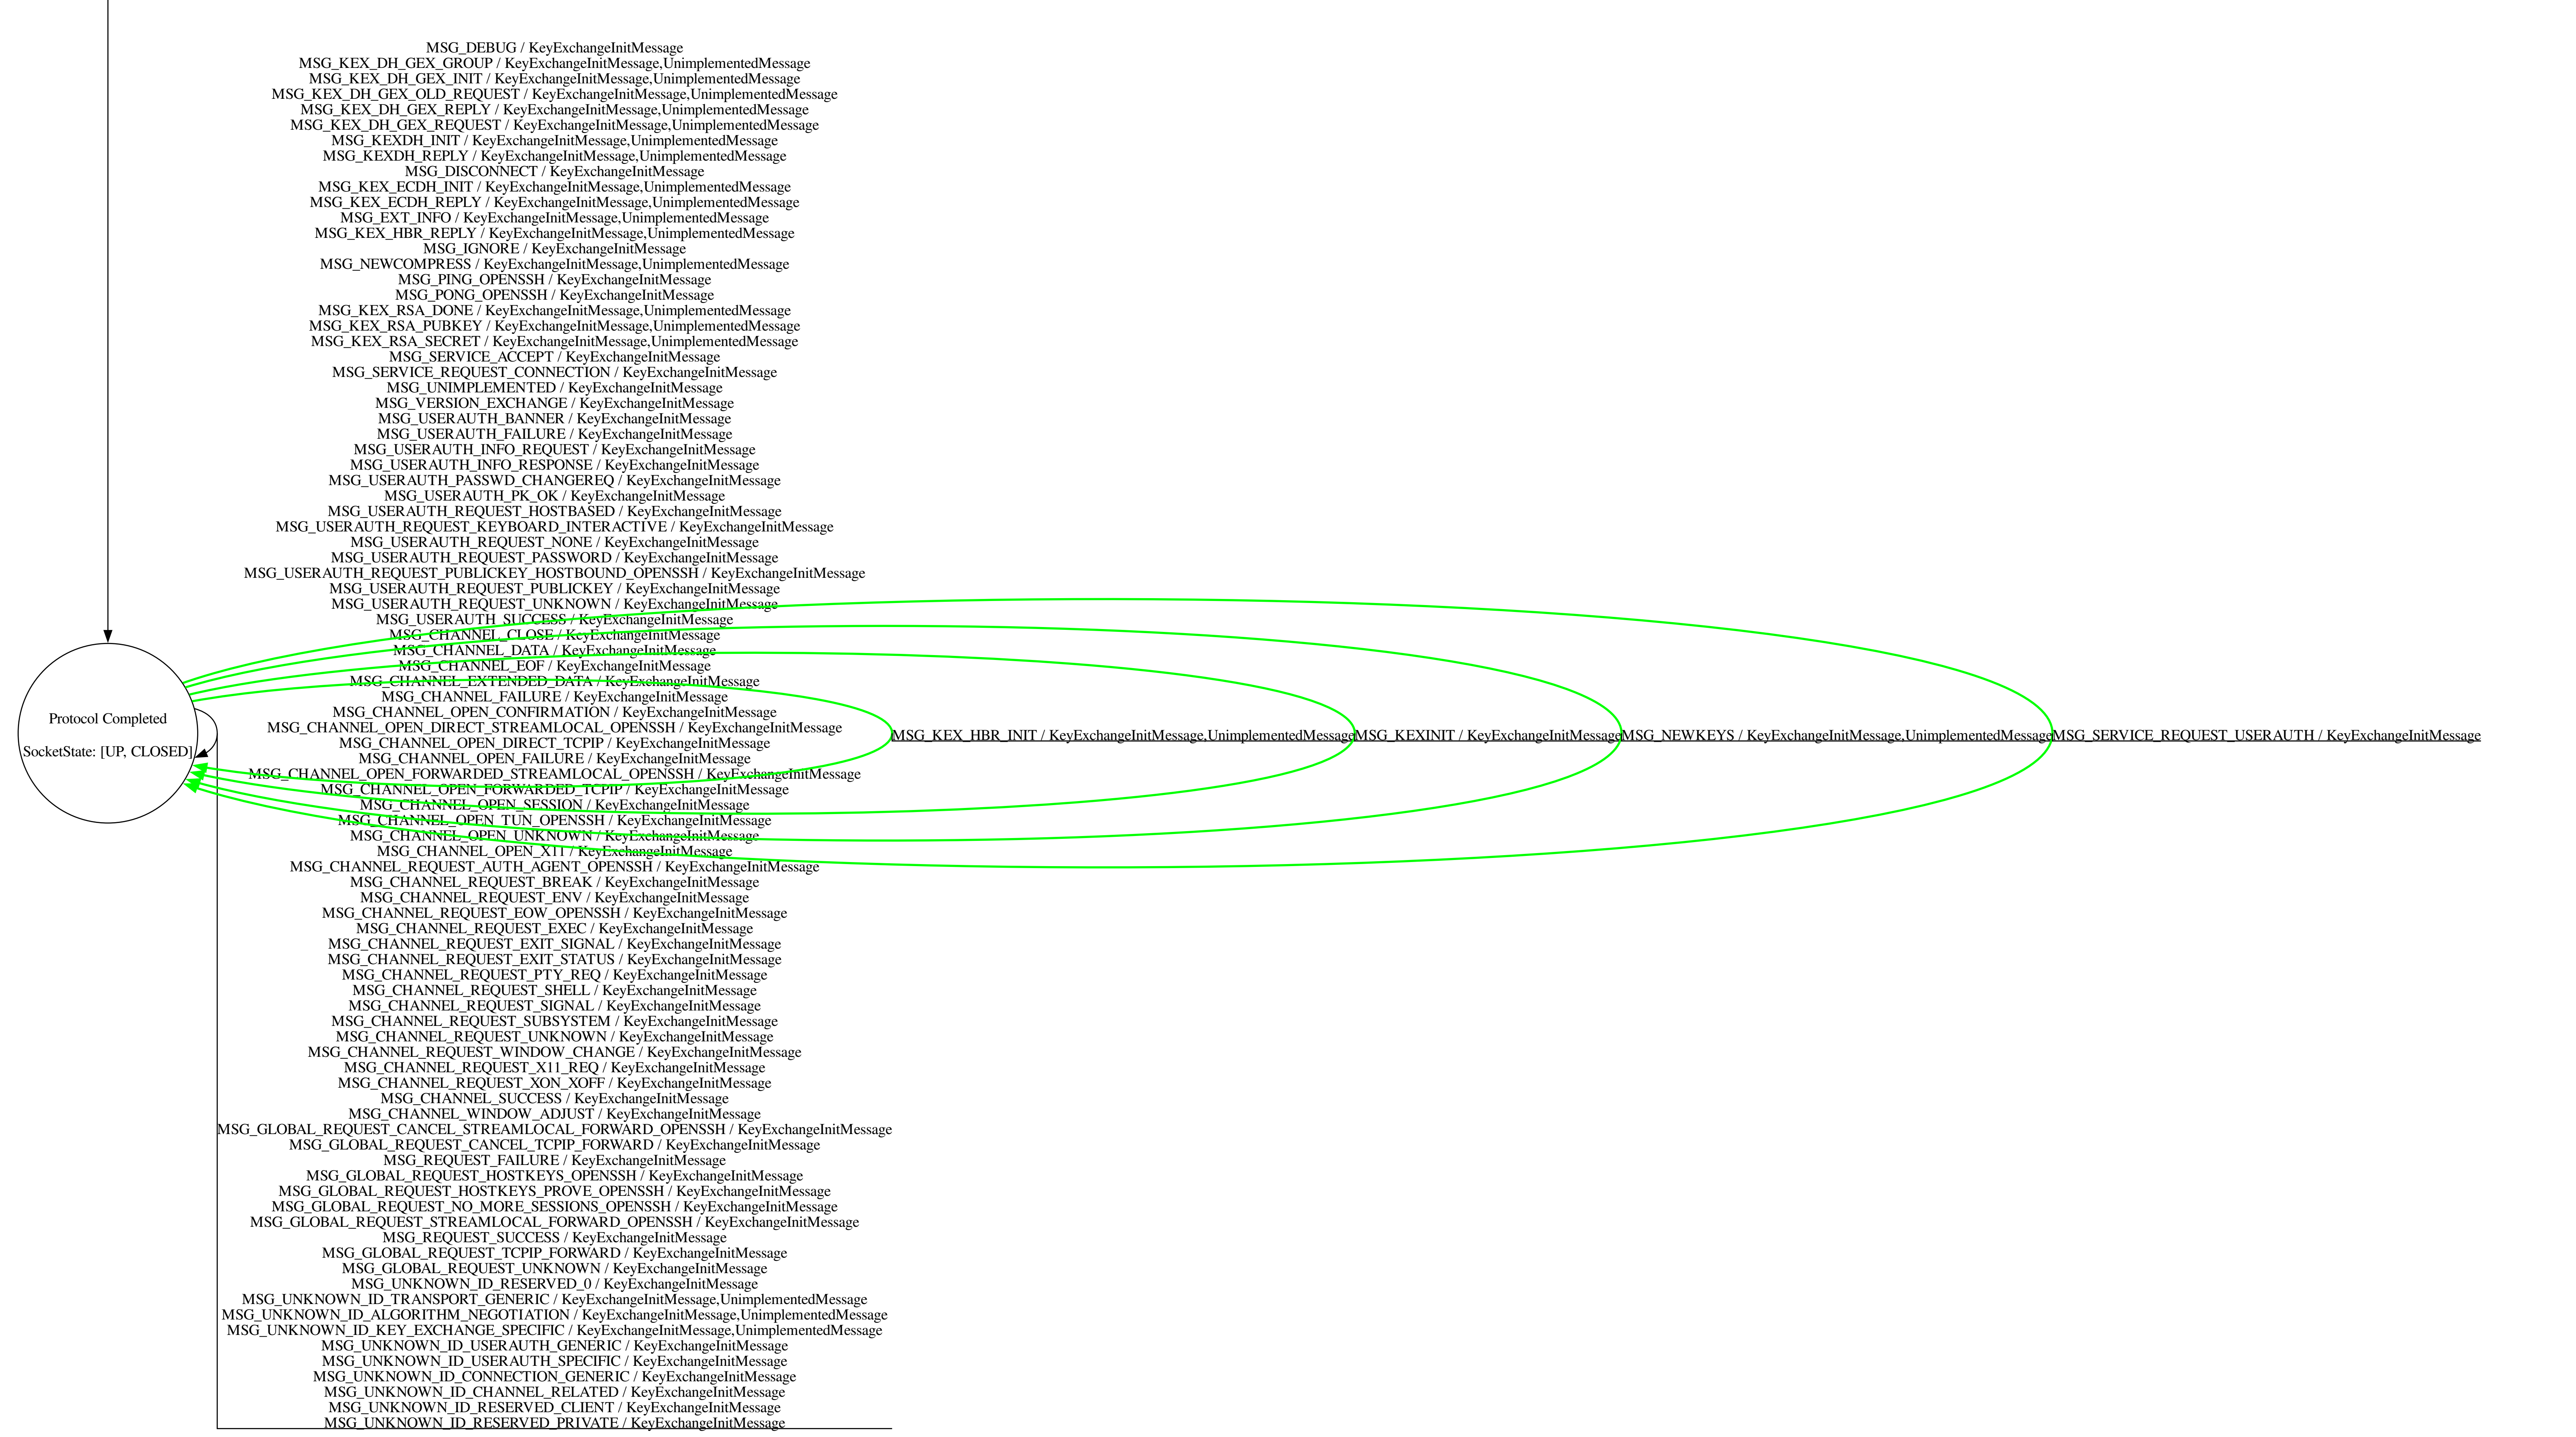 MSG_DEBUG / KeyExchangeInitMessage
MSG_KEX_DH_GEX_GROUP / KeyExchangeInitMessage,UnimplementedMessage
MSG_KEX_DH_GEX_INIT / KeyExchangeInitMessage,UnimplementedMessage
MSG_KEX_DH_GEX_OLD_REQUEST / KeyExchangeInitMessage,UnimplementedMessage
MSG_KEX_DH_GEX_REPLY / KeyExchangeInitMessage,UnimplementedMessage
MSG_KEX_DH_GEX_REQUEST / KeyExchangeInitMessage,UnimplementedMessage
MSG_KEXDH_INIT / KeyExchangeInitMessage,UnimplementedMessage
MSG_KEXDH_REPLY / KeyExchangeInitMessage,UnimplementedMessage
MSG_DISCONNECT / KeyExchangeInitMessage
MSG_KEX_ECDH_INIT / KeyExchangeInitMessage,UnimplementedMessage
MSG_KEX_ECDH_REPLY / KeyExchangeInitMessage,UnimplementedMessage
MSG_EXT_INFO / KeyExchangeInitMessage,UnimplementedMessage
MSG_KEX_HBR_REPLY / KeyExchangeInitMessage,UnimplementedMessage
MSG_IGNORE / KeyExchangeInitMessage
MSG_NEWCOMPRESS / KeyExchangeInitMessage,UnimplementedMessage
MSG_PING_OPENSSH / KeyExchangeInitMessage
MSG_PONG_OPENSSH / KeyExchangeInitMessage
MSG_KEX_RSA_DONE / KeyExchangeInitMessage,UnimplementedMessage
MSG_KEX_RSA_PUBKEY / KeyExchangeInitMessage,UnimplementedMessage
MSG_KEX_RSA_SECRET / KeyExchangeInitMessage,UnimplementedMessage
MSG_SERVICE_ACCEPT / KeyExchangeInitMessage
MSG_SERVICE_REQUEST_CONNECTION / KeyExchangeInitMessage
MSG_UNIMPLEMENTED / KeyExchangeInitMessage
MSG_VERSION_EXCHANGE / KeyExchangeInitMessage
MSG_USERAUTH_BANNER / KeyExchangeInitMessage
MSG_USERAUTH_FAILURE / KeyExchangeInitMessage
MSG_USERAUTH_INFO_REQUEST / KeyExchangeInitMessage
MSG_USERAUTH_INFO_RESPONSE / KeyExchangeInitMessage
MSG_USERAUTH_PASSWD_CHANGEREQ / KeyExchangeInitMessage
MSG_USERAUTH_PK_OK / KeyExchangeInitMessage
MSG_USERAUTH_REQUEST_HOSTBASED / KeyExchangeInitMessage
MSG_USERAUTH_REQUEST_KEYBOARD_INTERACTIVE / KeyExchangeInitMessage
MSG_USERAUTH_REQUEST_NONE / KeyExchangeInitMessage
MSG_USERAUTH_REQUEST_PASSWORD / KeyExchangeInitMessage
MSG_USERAUTH_REQUEST_PUBLICKEY_HOSTBOUND_OPENSSH / KeyExchangeInitMessage
MSG_USERAUTH_REQUEST_PUBLICKEY / KeyExchangeInitMessage
MSG_USERAUTH_REQUEST_UNKNOWN / KeyExchangeInitMessage
MSG_USERAUTH_SUCCESS / KeyExchangeInitMessage
MSG_CHANNEL_CLOSE / KeyExchangeInitMessage
MSG_CHANNEL_DATA / KeyExchangeInitMessage
MSG_CHANNEL_EOF / KeyExchangeInitMessage
MSG_CHANNEL_EXTENDED_DATA / KeyExchangeInitMessage
MSG_CHANNEL_FAILURE / KeyExchangeInitMessage
MSG_CHANNEL_OPEN_CONFIRMATION / KeyExchangeInitMessage
MSG_CHANNEL_OPEN_DIRECT_STREAMLOCAL_OPENSSH / KeyExchangeInitMessage
MSG_CHANNEL_OPEN_DIRECT_TCPIP / KeyExchangeInitMessage
MSG_CHANNEL_OPEN_FAILURE / KeyExchangeInitMessage
MSG_CHANNEL_OPEN_FORWARDED_STREAMLOCAL_OPENSSH / KeyExchangeInitMessage
MSG_CHANNEL_OPEN_FORWARDED_TCPIP / KeyExchangeInitMessage
MSG_CHANNEL_OPEN_SESSION / KeyExchangeInitMessage
MSG_CHANNEL_OPEN_TUN_OPENSSH / KeyExchangeInitMessage
MSG_CHANNEL_OPEN_UNKNOWN / KeyExchangeInitMessage
MSG_CHANNEL_OPEN_X11 / KeyExchangeInitMessage
MSG_CHANNEL_REQUEST_AUTH_AGENT_OPENSSH / KeyExchangeInitMessage
MSG_CHANNEL_REQUEST_BREAK / KeyExchangeInitMessage
MSG_CHANNEL_REQUEST_ENV / KeyExchangeInitMessage
MSG_CHANNEL_REQUEST_EOW_OPENSSH / KeyExchangeInitMessage
MSG_CHANNEL_REQUEST_EXEC / KeyExchangeInitMessage
MSG_CHANNEL_REQUEST_EXIT_SIGNAL / KeyExchangeInitMessage
MSG_CHANNEL_REQUEST_EXIT_STATUS / KeyExchangeInitMessage
MSG_CHANNEL_REQUEST_PTY_REQ / KeyExchangeInitMessage
MSG_CHANNEL_REQUEST_SHELL / KeyExchangeInitMessage
MSG_CHANNEL_REQUEST_SIGNAL / KeyExchangeInitMessage
MSG_CHANNEL_REQUEST_SUBSYSTEM / KeyExchangeInitMessage
MSG_CHANNEL_REQUEST_UNKNOWN / KeyExchangeInitMessage
MSG_CHANNEL_REQUEST_WINDOW_CHANGE / KeyExchangeInitMessage
MSG_CHANNEL_REQUEST_X11_REQ / KeyExchangeInitMessage
MSG_CHANNEL_REQUEST_XON_XOFF / KeyExchangeInitMessage
MSG_CHANNEL_SUCCESS / KeyExchangeInitMessage
MSG_CHANNEL_WINDOW_ADJUST / KeyExchangeInitMessage
MSG_GLOBAL_REQUEST_CANCEL_STREAMLOCAL_FORWARD_OPENSSH / KeyExchangeInitMessage
MSG_GLOBAL_REQUEST_CANCEL_TCPIP_FORWARD / KeyExchangeInitMessage
MSG_REQUEST_FAILURE / KeyExchangeInitMessage
MSG_GLOBAL_REQUEST_HOSTKEYS_OPENSSH / KeyExchangeInitMessage
MSG_GLOBAL_REQUEST_HOSTKEYS_PROVE_OPENSSH / KeyExchangeInitMessage
MSG_GLOBAL_REQUEST_NO_MORE_SESSIONS_OPENSSH / KeyExchangeInitMessage
MSG_GLOBAL_REQUEST_STREAMLOCAL_FORWARD_OPENSSH / KeyExchangeInitMessage
MSG_REQUEST_SUCCESS / KeyExchangeInitMessage
MSG_GLOBAL_REQUEST_TCPIP_FORWARD / KeyExchangeInitMessage
MSG_GLOBAL_REQUEST_UNKNOWN / KeyExchangeInitMessage
MSG_UNKNOWN_ID_RESERVED_0 / KeyExchangeInitMessage
MSG_UNKNOWN_ID_TRANSPORT_GENERIC / KeyExchangeInitMessage,UnimplementedMessage
MSG_UNKNOWN_ID_ALGORITHM_NEGOTIATION / KeyExchangeInitMessage,UnimplementedMessage
MSG_UNKNOWN_ID_KEY_EXCHANGE_SPECIFIC / KeyExchangeInitMessage,UnimplementedMessage
MSG_UNKNOWN_ID_USERAUTH_GENERIC / KeyExchangeInitMessage
MSG_UNKNOWN_ID_USERAUTH_SPECIFIC / KeyExchangeInitMessage
MSG_UNKNOWN_ID_CONNECTION_GENERIC / KeyExchangeInitMessage
MSG_UNKNOWN_ID_CHANNEL_RELATED / KeyExchangeInitMessage
MSG_UNKNOWN_ID_RESERVED_CLIENT / KeyExchangeInitMessage
MSG_UNKNOWN_ID_RESERVED_PRIVATE / KeyExchangeInitMessage
Protocol Completed
SocketState: [UP, CLOSED]
MSG_KEX_HBR_INIT / KeyExchangeInitMessage,UnimplementedMessage
MSG_KEXINIT / KeyExchangeInitMessage
MSG_NEWKEYS / KeyExchangeInitMessage,UnimplementedMessage
MSG_SERVICE_REQUEST_USERAUTH / KeyExchangeInitMessage